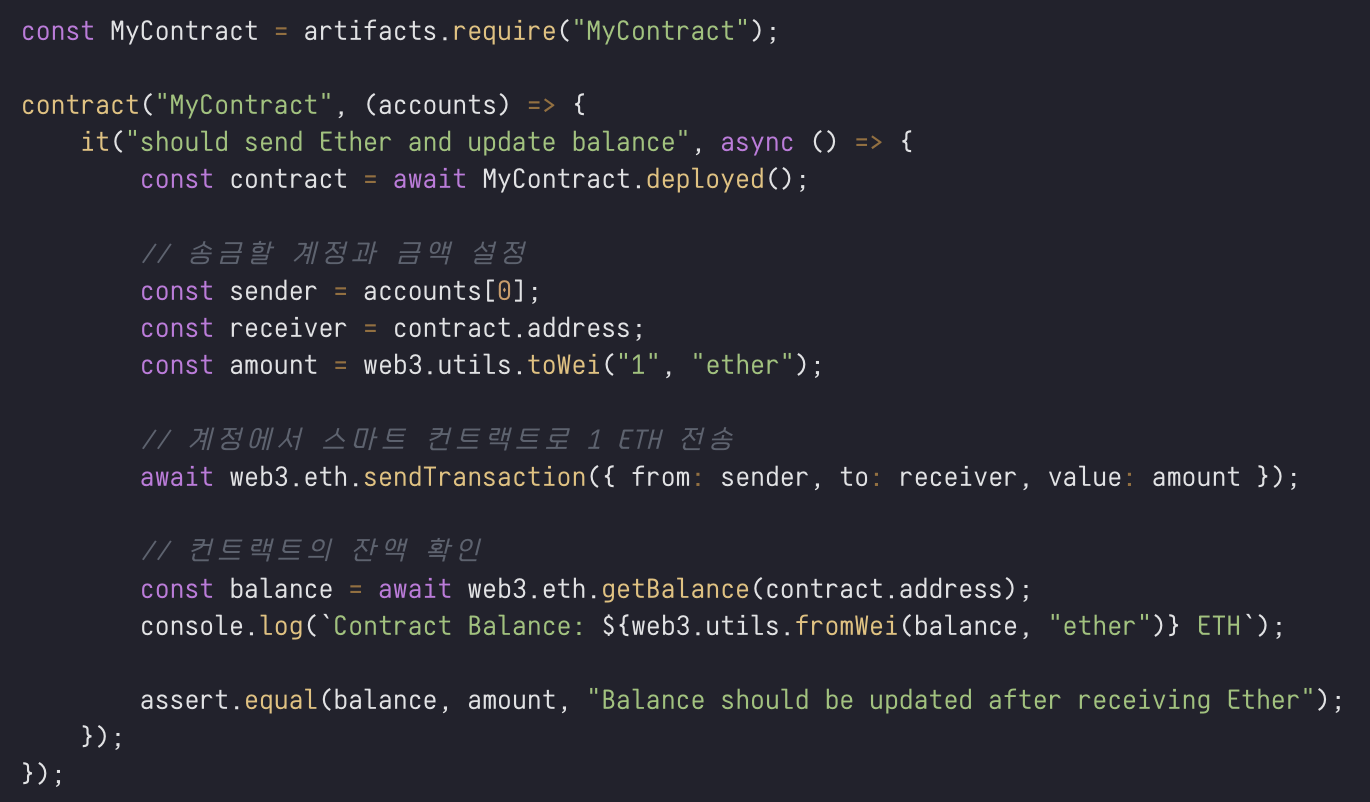 const MyContract = artifacts.require("MyContract");
contract("MyContract", (accounts) => {
it("should send Ether and update balance", async () => {
const contract = await MyContract.deployed();
// 송금할 계정과 금액 설정
const sender = accounts[0];
const receiver = contract.address;
const amount = web3.utils.toWei("1", "ether");
// 계정에서 스마트 컨트랙트로 1 ETH 전송
await web3.eth.sendTransaction({ from: sender, to: receiver, value: amount });
// 컨트랙트의 잔액 확인
const balance = await web3.eth.getBalance(contract.address);
console.log(`Contract Balance: ${web3.utils.fromWei(balance, "ether")} ETH`);
assert.equal(balance, amount, "Balance should be updated after receiving Ether");
});
});